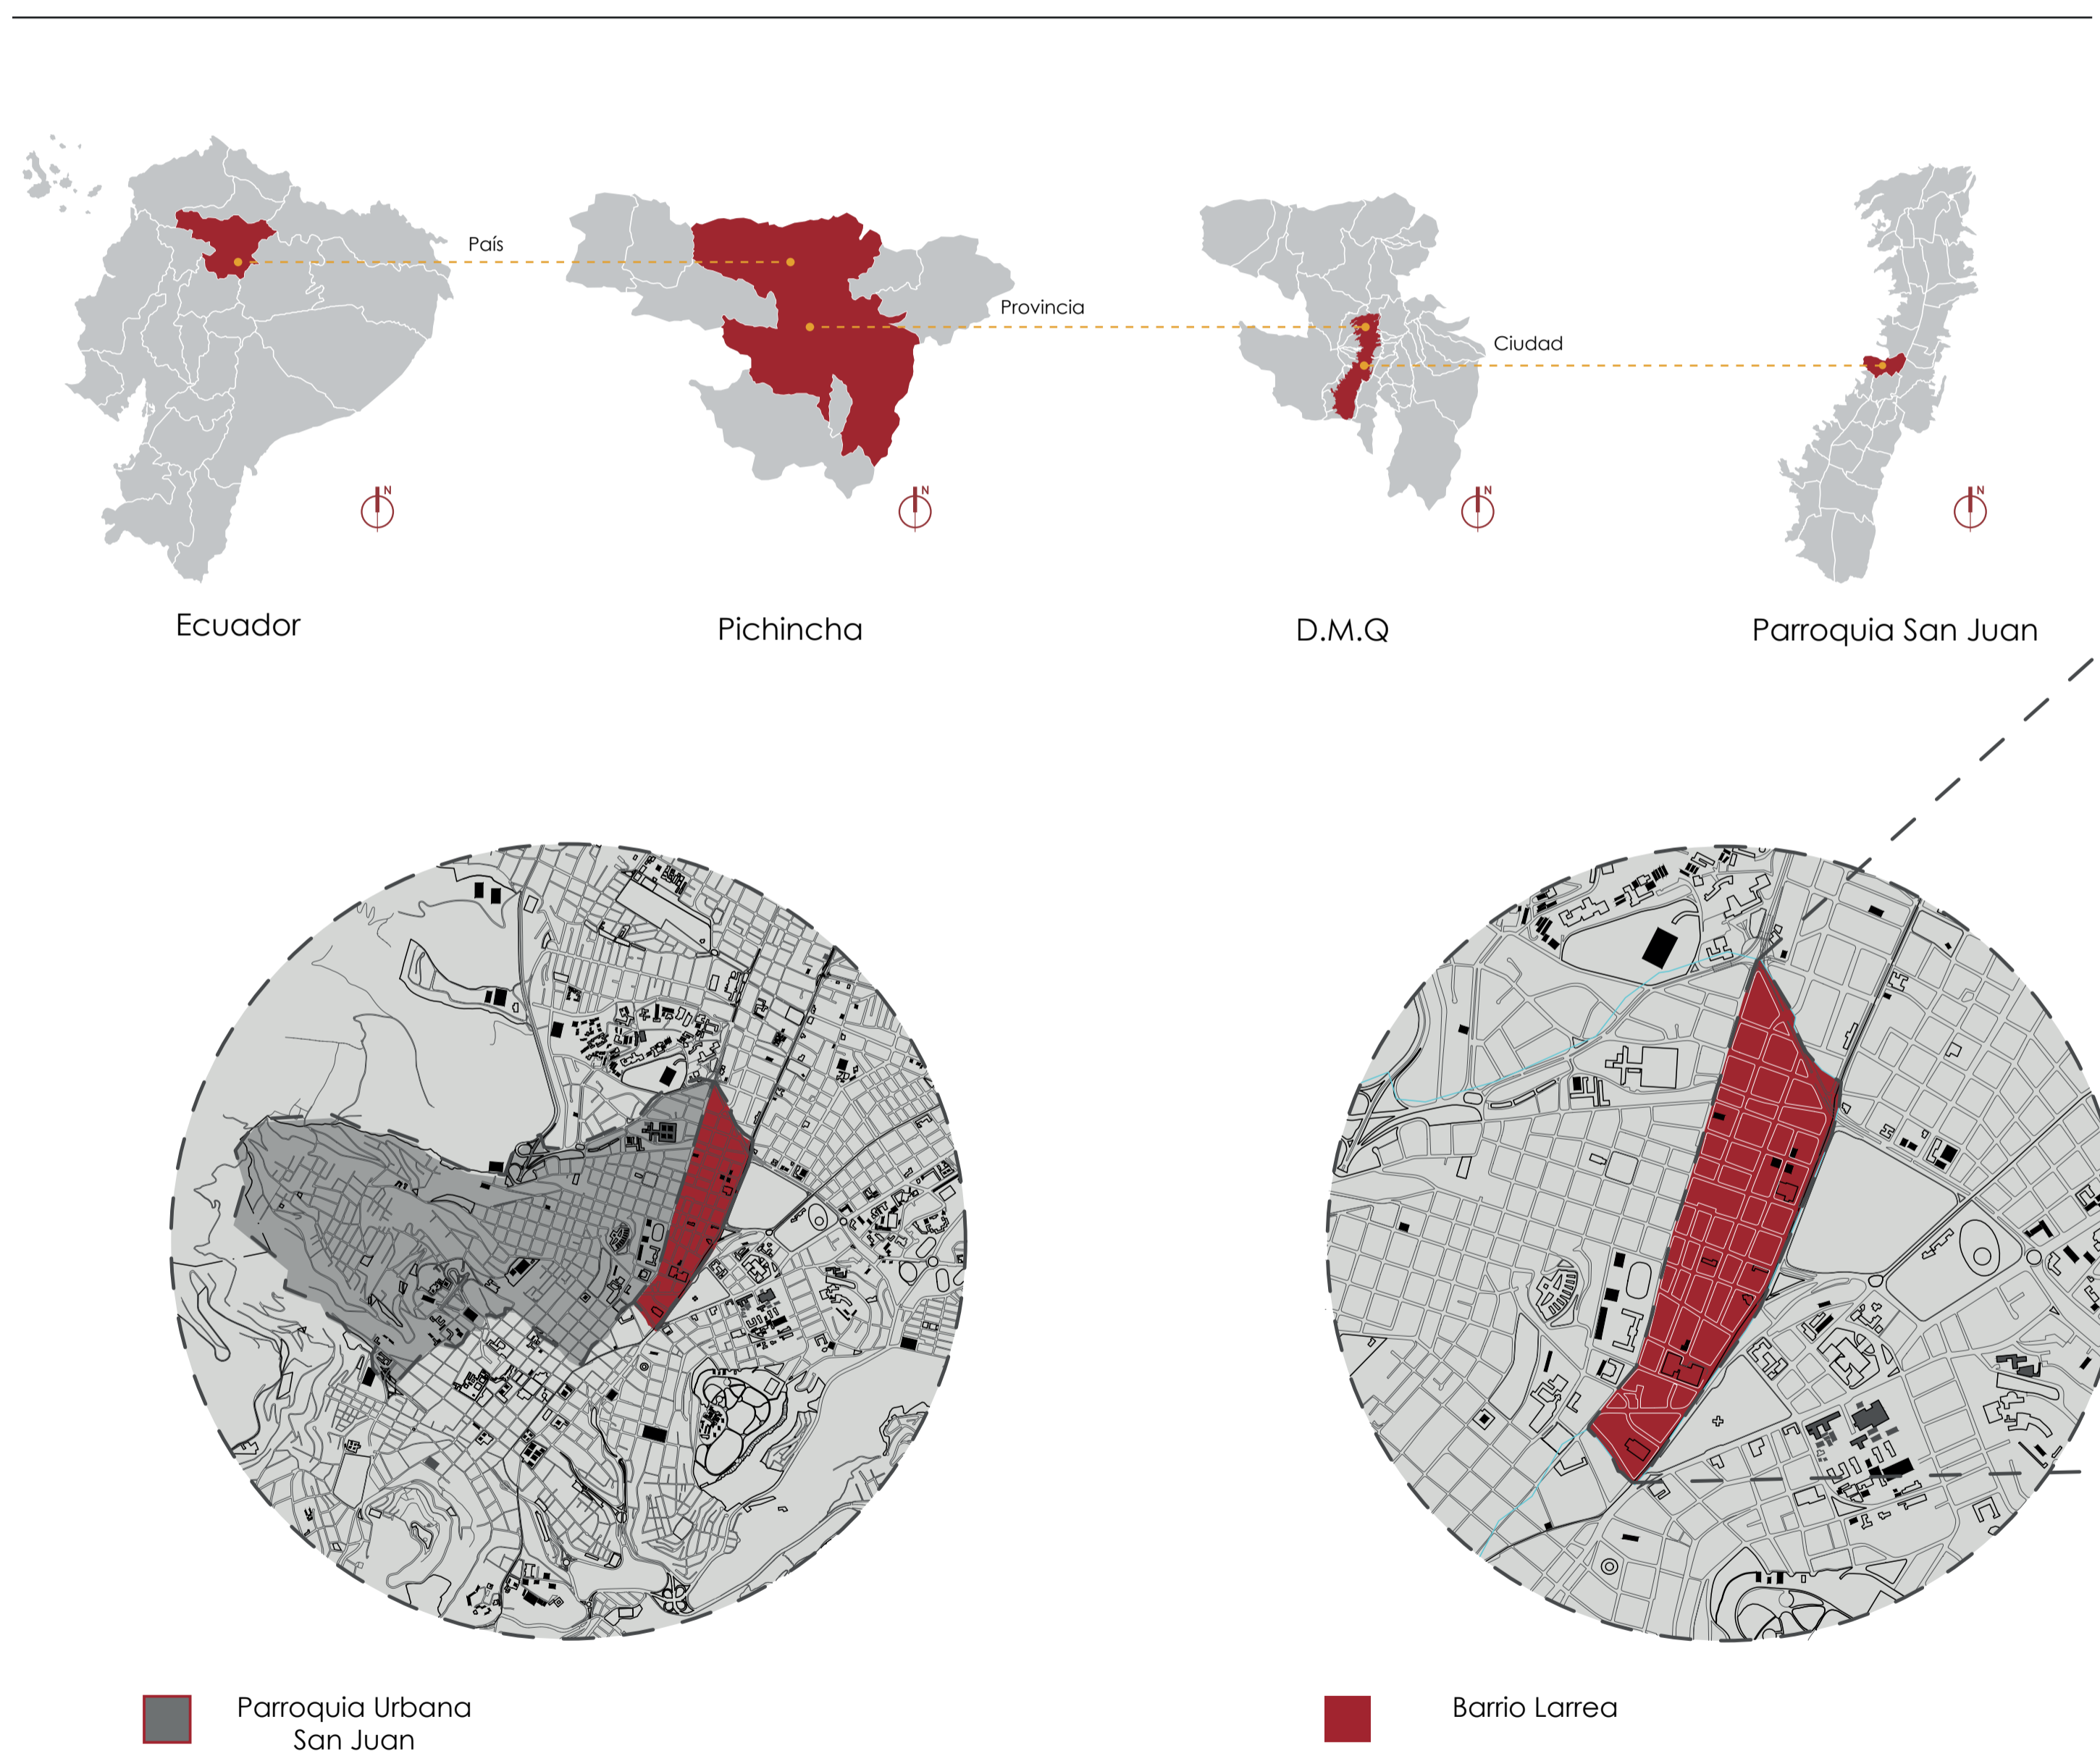 País
Provincia
Ciudad
N
N
N
N
Ecuador
Pichincha
D.M.Q
Parroquia San Juan
Parroquia Urbana
San Juan
Barrio Larrea